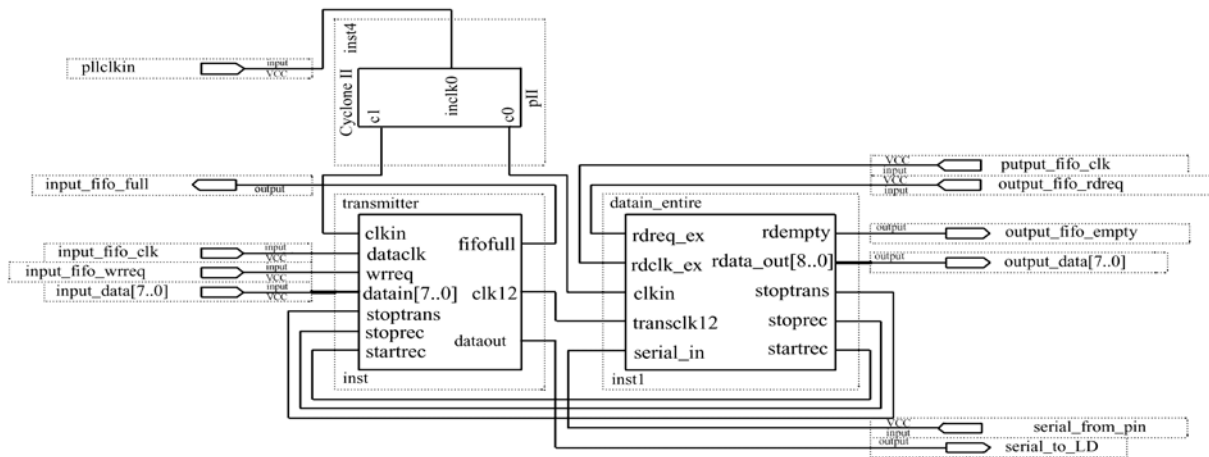 inst4
pllclkin
input
VCC
Cyclone II
c1
inclk0
c0
pll
input_fifo_full
output
VCC
input
putput_fifo_clk
VCC
input
output_fifo_rdreq
transmitter
clkin
dataclk
wrreq
datain[7..0]
stoptrans
stoprec
startrec
fifofull
clk12
dataout
inst
input_fifo_clk
input
VCC
input_fifo_wrreq
input
VCC
input_data[7..0]
input
VCC
datain_entire
rdreq_ex
rdclk_ex
clkin
transclk12
serial_in
rdempty
rdata_out[8..0]
stoptrans
stoprec
startrec
inst1
output
output_fifo_empty
output
output_data[7..0]
VCC
input
serial_from_pin
output
serial_to_LD